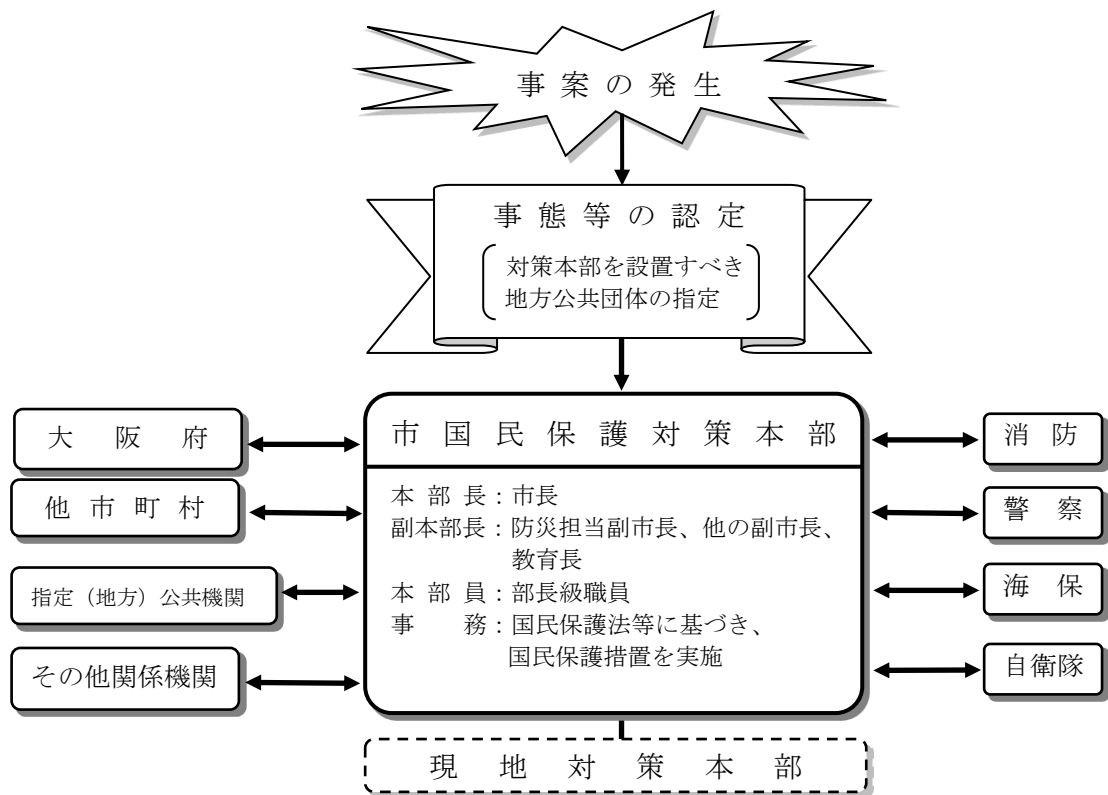 事案の発生
事態等の認定
対策本部を設置すべき
地方公共団体の指定
市国民保護対策本部
本部長：市長
副本部長：防災担当副市長、他の副市長、
教育長
本部員：部長級職員
事務：国民保護法等に基づき、
国民保護措置を実施
大阪府
他市町村
指定（地方）公共機関
その他関係機関
消防
警察
海保
自衛隊
現地対策本部